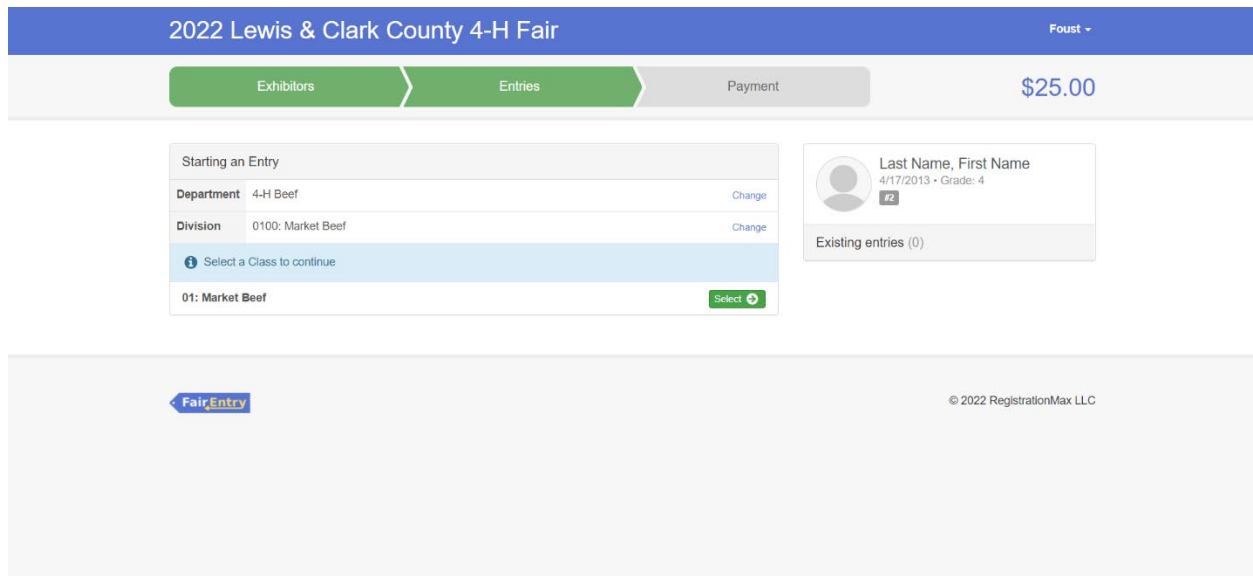 2022 Lewis & Clark County 4-H Fair
Foust
Exhibitors
Entries
Payment
$25.00
Starting an Entry
Department 4-H Beef Change
Division 0100: Market Beef Change
Select a Class to continue
01: Market Beef Select
Last Name, First Name
4/17/2013 • Grade: 4
#2
Existing entries (0)
FairEntry
© 2022 RegistrationMax LLC